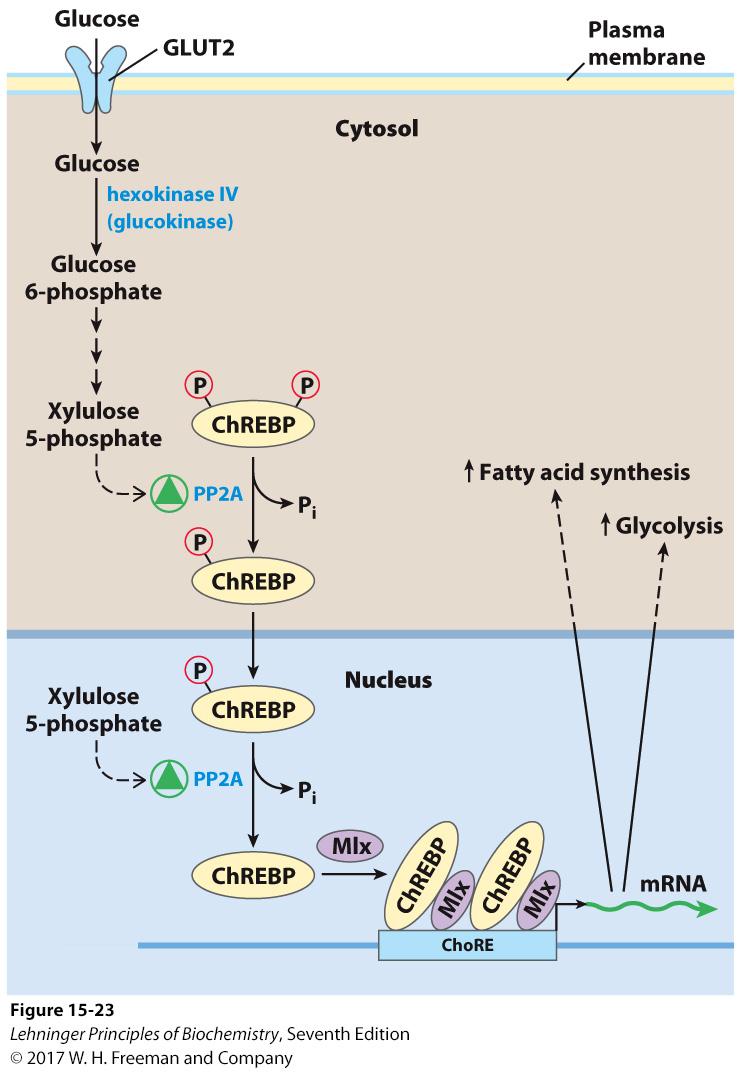 Glucose
GLUT2
Plasma
membrane
Cytosol
Glucose
hexokinase IV
(glucokinase)
Glucose
6-phosphate
Xylulose
5-phosphate
P
P
ChREBP
PP2A
Pi
↑ Fatty acid synthesis
↑ Glycolysis
P
ChREBP
Nucleus
P
ChREBP
Xylulose
5-phosphate
PP2A
Pi
Mlx
ChREBP
ChREBP
Mlx
ChREBP
Mlx
mRNA
ChoRE
Figure 15-23
Lehninger Principles of Biochemistry, Seventh Edition
© 2017 W. H. Freeman and Company